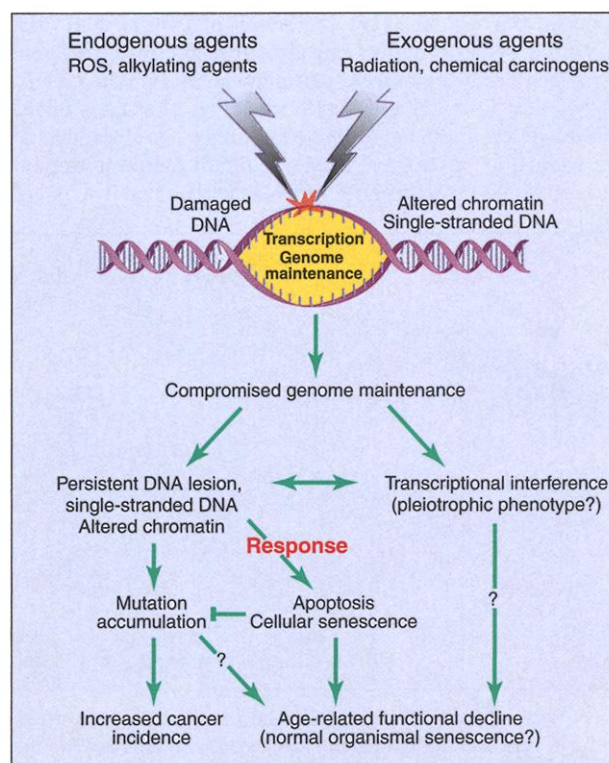 Endogenous agents
ROS, alkylating agents
Exogenous agents
Radiation, chemical carcinogens
Damaged
DNA
Transcription
Genome
maintenance
Altered chromatin
Single-stranded DNA
Compromised genome maintenance
Persistent DNA lesion,
single-stranded DNA
Altered chromatin
Transcriptional interference
(pleiotrophic phenotype?)
Response
Mutation
accumulation
Apoptosis
Cellular senescence
?
?
Increased cancer
incidence
Age-related functional decline
(normal organismal senescence?)